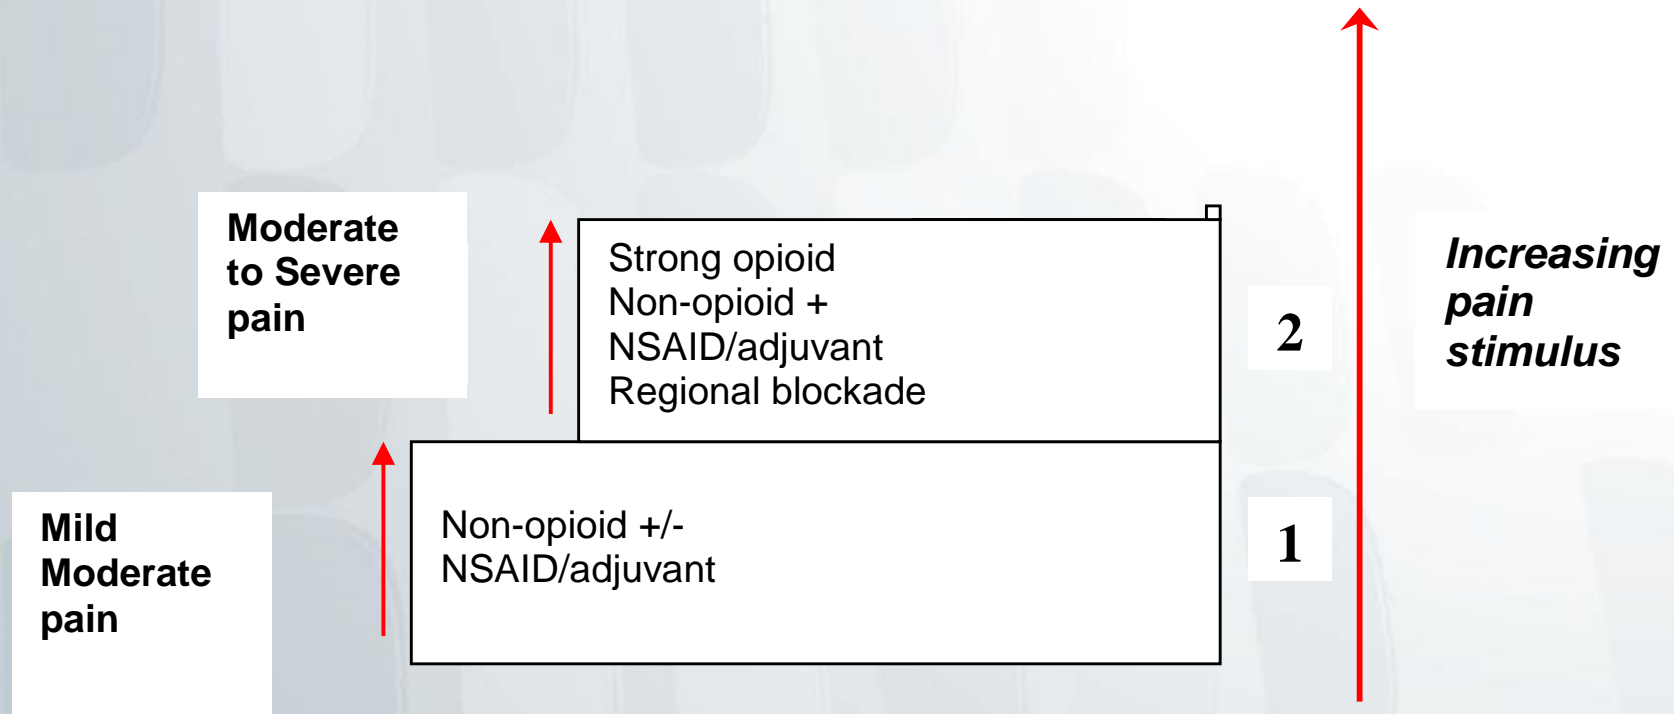 Moderate
to Severe
pain
Strong opioid
Non-opioid +
NSAID/adjuvant
Regional blockade
2
Increasing
pain
stimulus
Mild
Moderate
pain
Non-opioid +/-
NSAID/adjuvant
1